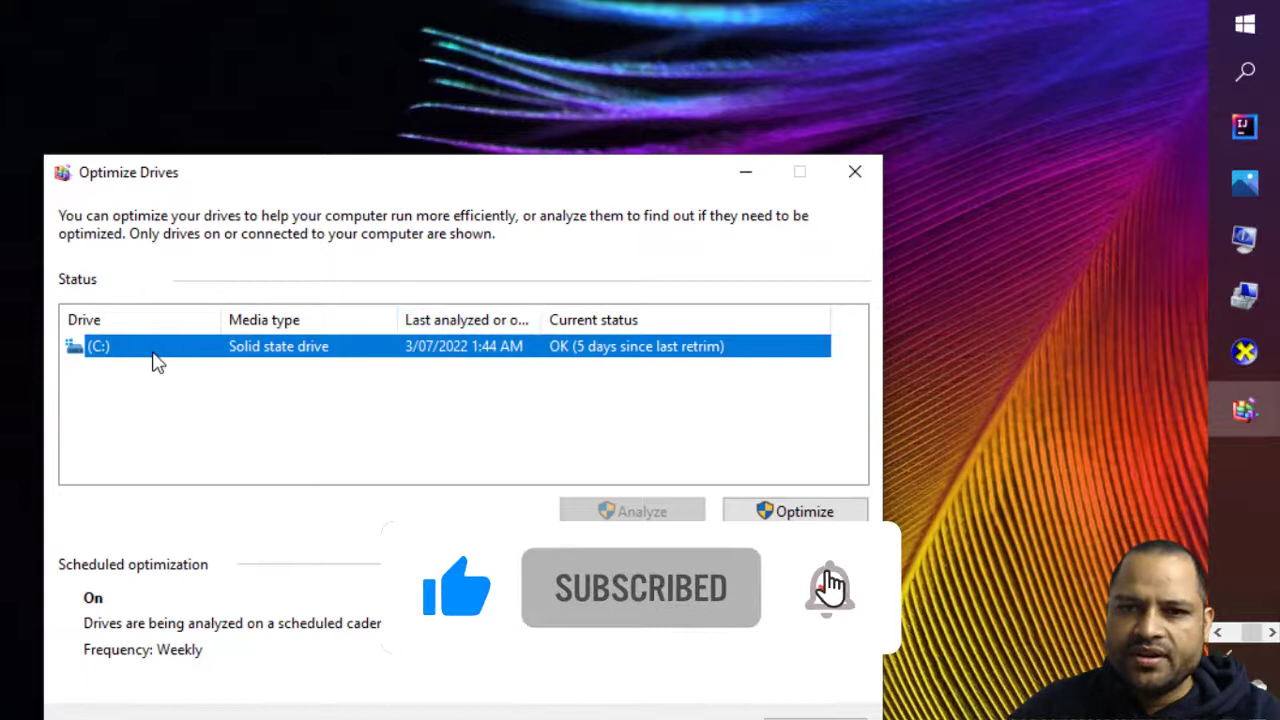 IJ
Optimize Drives
You can optimize your drives to help your computer run more efficiently, or analyze them to find out if they need to be
optimized. Only drives on or connected to your computer are shown.
Status
Drive Media type Last analyzed or o... Current status
(C:) Solid state drive 3/07/2022 1:44 AM OK (5 days since last retrim)
Analyze Optimize
SUBSCRIBED
Scheduled optimization
On
Drives are being analyzed on a scheduled cader
Frequency: Weekly